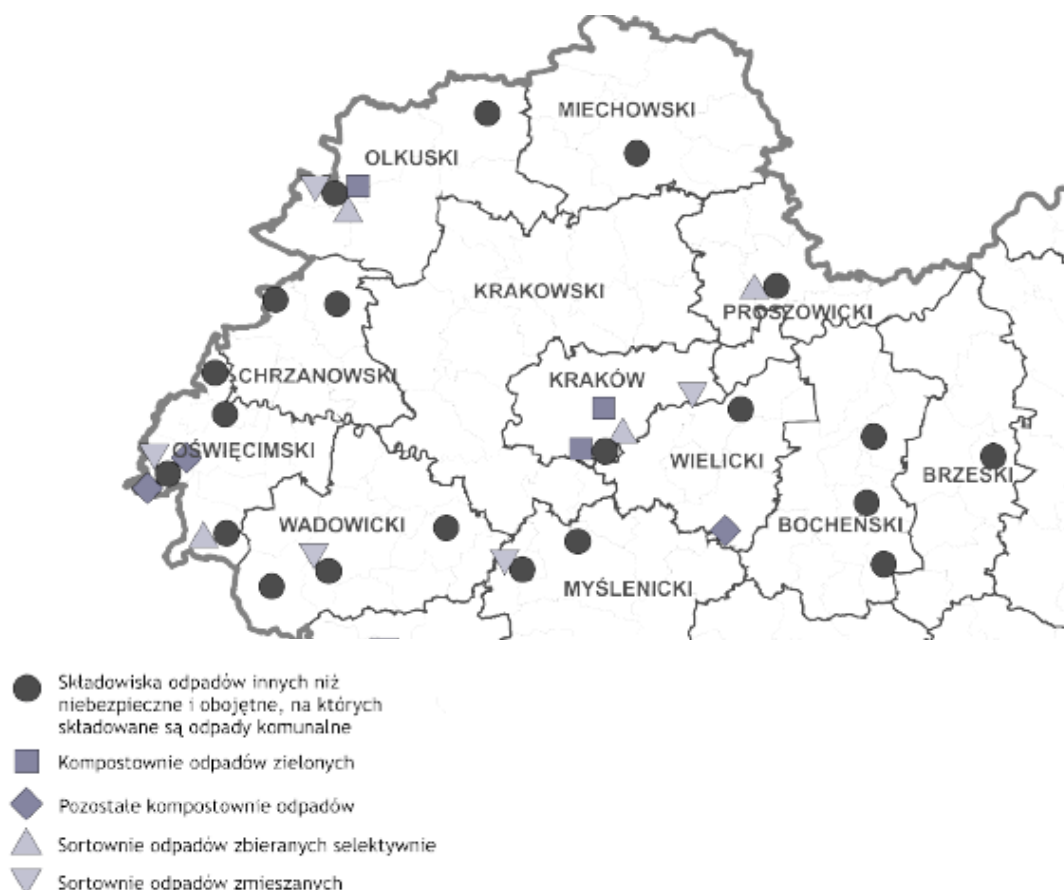 MIECHOWSKI
OLKUSKI
KRAKOWSKI
PROSZOWICKI
CHRZANOWSKI
KRAKÓW
OŚWIĘCIMSKI
WIELICKI
BRZESKI
WADOWICKI
BOCHEŃSKI
MYŚLENICKI
Składowiska odpadów innych niż
niebezpieczne i obojętne, na których
składowane są odpady komunalne
Kompostownie odpadów zielonych
Pozostałe kompostownie odpadów
Sortownie odpadów zbieranych selektywnie
Sortownie odpadów zmieszanych